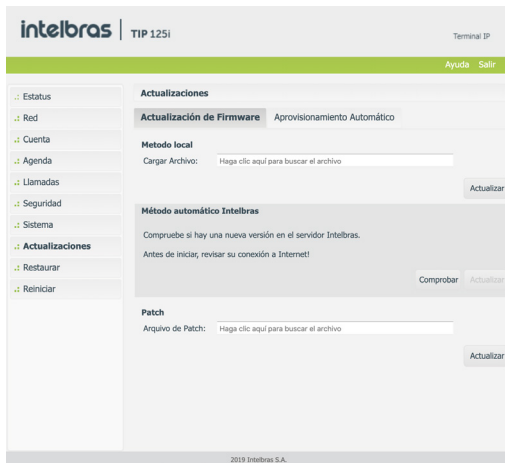 intelbras | TIP 125i
Terminal IP
Ayuda Salir
.: Estatus
.: Red
.: Cuenta
.: Agenda
.: Llamadas
.: Seguridad
.: Sistema
.: Actualizaciones
.: Restaurar
.: Reiniciar
Actualizaciones
Actualización de Firmware Aprovisionamiento Automático
Metodo local
Cargar Archivo: Haga clic aquí para buscar el archivo
Actualizar
Método automático Intelbras
Compruebe si hay una nueva versión en el servidor Intelbras.
Antes de iniciar, revisar su conexión a Internet!
Comprobar Actualizar
Patch
Arquivo de Patch: Haga clic aquí para buscar el archivo
Actualizar
2019 Intelbras S.A.